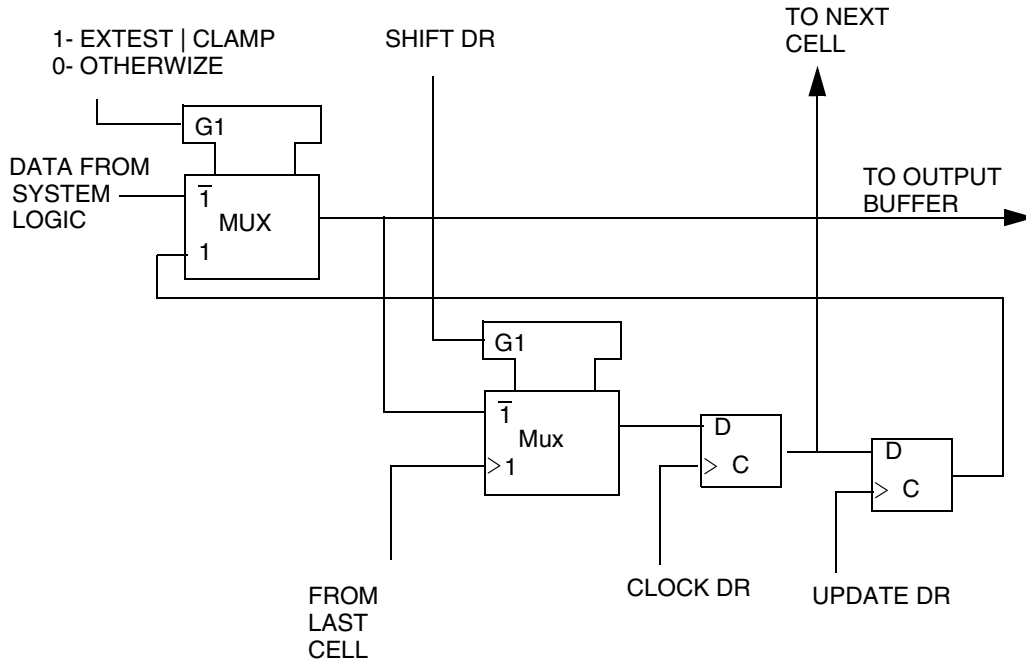 1- EXTEST | CLAMP
0- OTHERWIZE
SHIFT DR
TO NEXT
CELL
G1
DATA FROM
SYSTEM
LOGIC
1
MUX
1
TO OUTPUT
BUFFER
G1
1
Mux
1
D
C
D
C
FROM
LAST
CELL
CLOCK DR
UPDATE DR